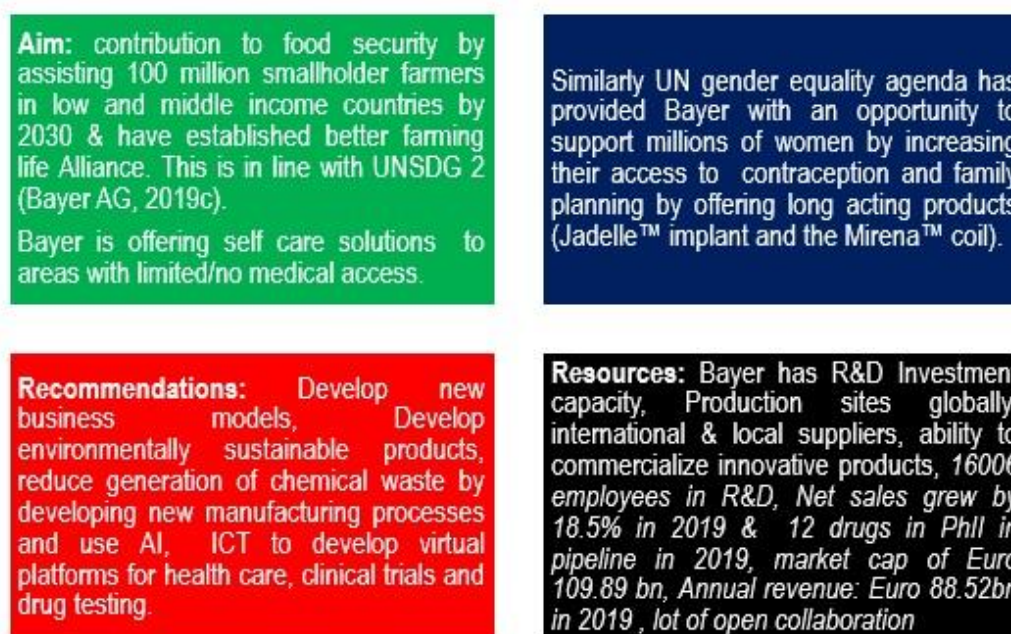 Aim: contribution to food security by
assisting 100 million smallholder farmers
in low and middle income countries by
2030 & have established better farming
life Alliance. This is in line with UNSDG 2
(Bayer AG, 2019c).
Bayer is offering self care solutions to
areas with limited/no medical access.
Similarly UN gender equality agenda has
provided Bayer with an opportunity to
support millions of women by increasing
their access to contraception and family
planning by offering long acting products
(Jadelle™ implant and the Mirena™ coil).
Recommendations: Develop new
business models, Develop
environmentally sustainable products,
reduce generation of chemical waste by
developing new manufacturing processes
and use AI, ICT to develop virtual
platforms for health care, clinical trials and
drug testing.
Resources: Bayer has R&D Investment
capacity, Production sites globally,
international & local suppliers, ability to
commercialize innovative products, 16006
employees in R&D, Net sales grew by
18.5% in 2019 & 12 drugs in PhII in
pipeline in 2019, market cap of Euro
109.89 bn, Annual revenue: Euro 88.52bn
in 2019 , lot of open collaboration